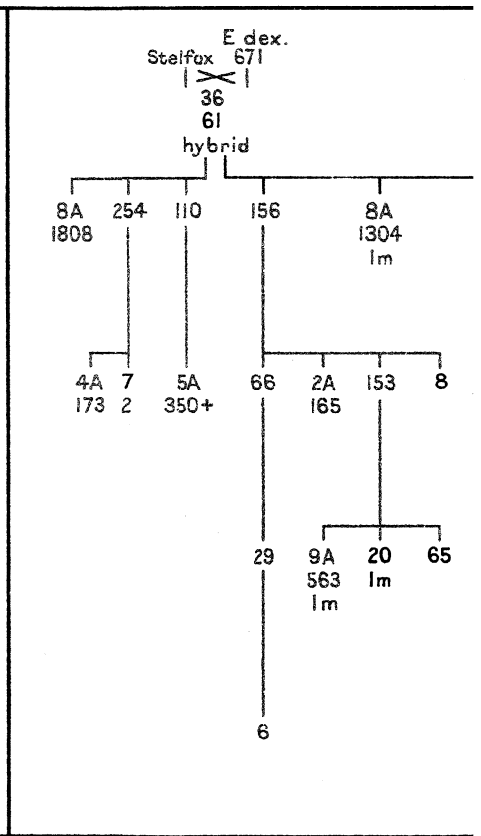 E dex.
Stelfox 671
36
61
hybrid
8A 254 110 156 8A
1808 1304
1m
4A 7 5A 66 2A 153 8
173 2 350+ 165
29 9A 20 65
563 1m
1m
6